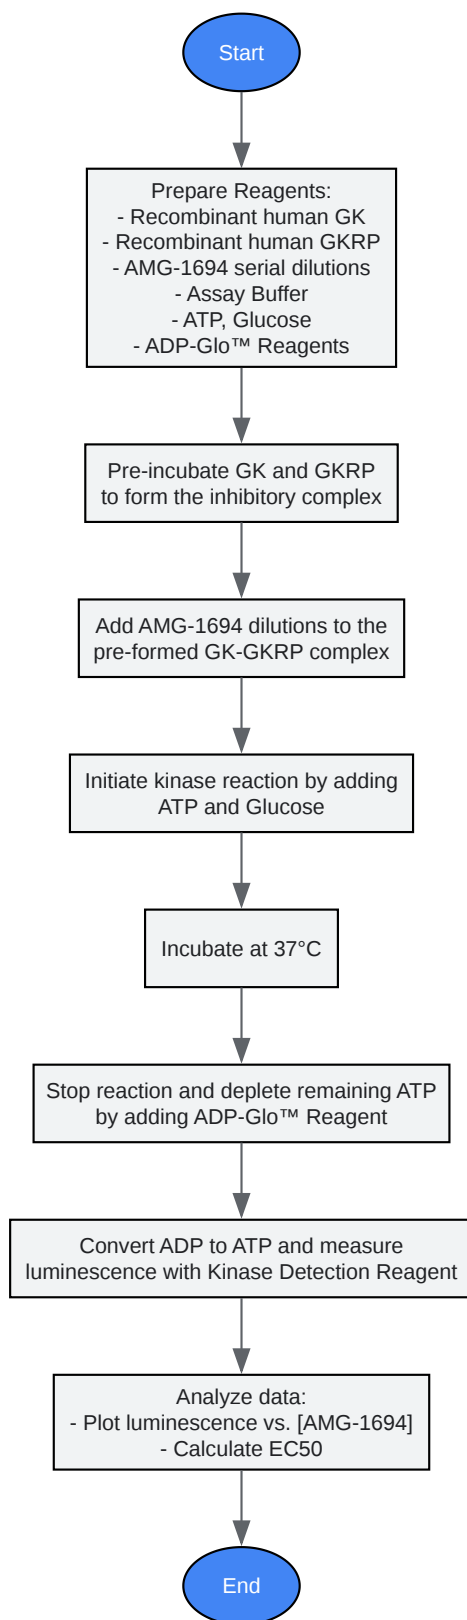 Start
Prepare Reagents:
- Recombinant human GK
- Recombinant human GKRP
- AMG-1694 serial dilutions
- Assay Buffer
- ATP, Glucose
- ADP-Glo™ Reagents
Pre-incubate GK and GKRP
to form the inhibitory complex
Add AMG-1694 dilutions to the
pre-formed GK-GKRP complex
Initiate kinase reaction by adding
ATP and Glucose
Incubate at 37°C
Stop reaction and deplete remaining ATP
by adding ADP-Glo™ Reagent
Convert ADP to ATP and measure
luminescence with Kinase Detection Reagent
Analyze data:
- Plot luminescence vs. [AMG-1694]
- Calculate EC50
End